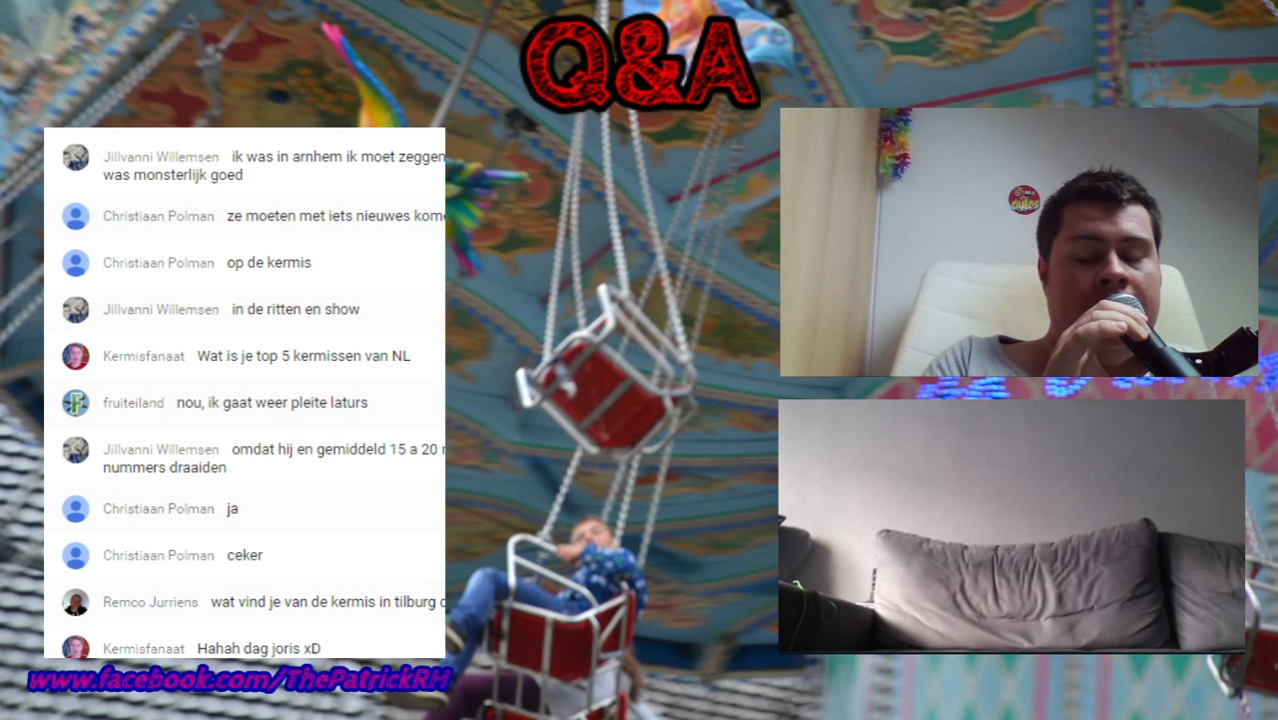 Q&A
Jillvanni Willemsen ik was in arnhem ik moet zeggen
was monsterlijk goed
Christiaan Polman ze moeten met iets nieuwes
Christiaan Polman op de kermis
Jillvanni Willemsen in de ritten en show
Kermisfanaat Wat is je top 5 kermissen van NL
fruiteiland nou, ik gaat weer pleite laturs
Jillvanni Willemsen omdat hij en gemiddeld 15 a 20
nummers draaiden
Christiaan Polman ja
Christiaan Polman ceker
Remco Jurriens wat vind je van de kermis in tilburg
Kermisfanaat Hahah dag joris xD
www.facebook.com/ThePatrickRH